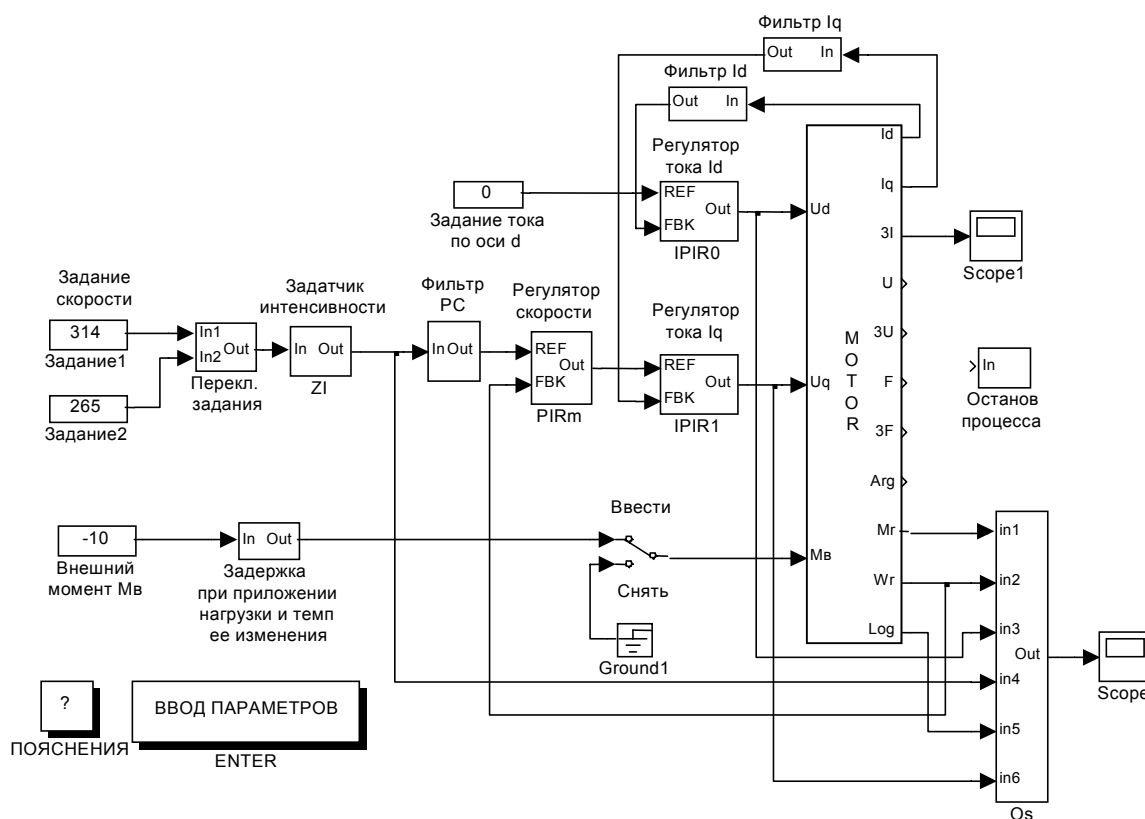 Фильтр Iq
Out In
Фильтр Id
Out In
Регулятор
тока Id
REF
Out
FBK
IPIR0
0
Задание тока
по оси d
Id
Iq
Ud
3I
U
3U
Uq
F
3F
Arg
Mr
Мв
Wr
Log
M
O
T
O
R
Scope1
In
Останов
процесса
Задание
скорости
314
Задание1
265
Задание2
In1
Out
In2
Перекл.
задания
Задатчик
интенсивности
In Out
ZI
Фильтр
РС
In Out
Регулятор
скорости
REF
Out
FBK
PIRm
Регулятор
тока Iq
REF
Out
FBK
IPIR1
-10
Внешний
момент Мв
In Out
Задержка
при приложении
нагрузки и темп
ее изменения
Ввести
Снять
Ground1
in1
in2
in3
Out
in4
in5
in6
Os
Scope
?
ПОЯСНЕНИЯ
ВВОД ПАРАМЕТРОВ
ENTER